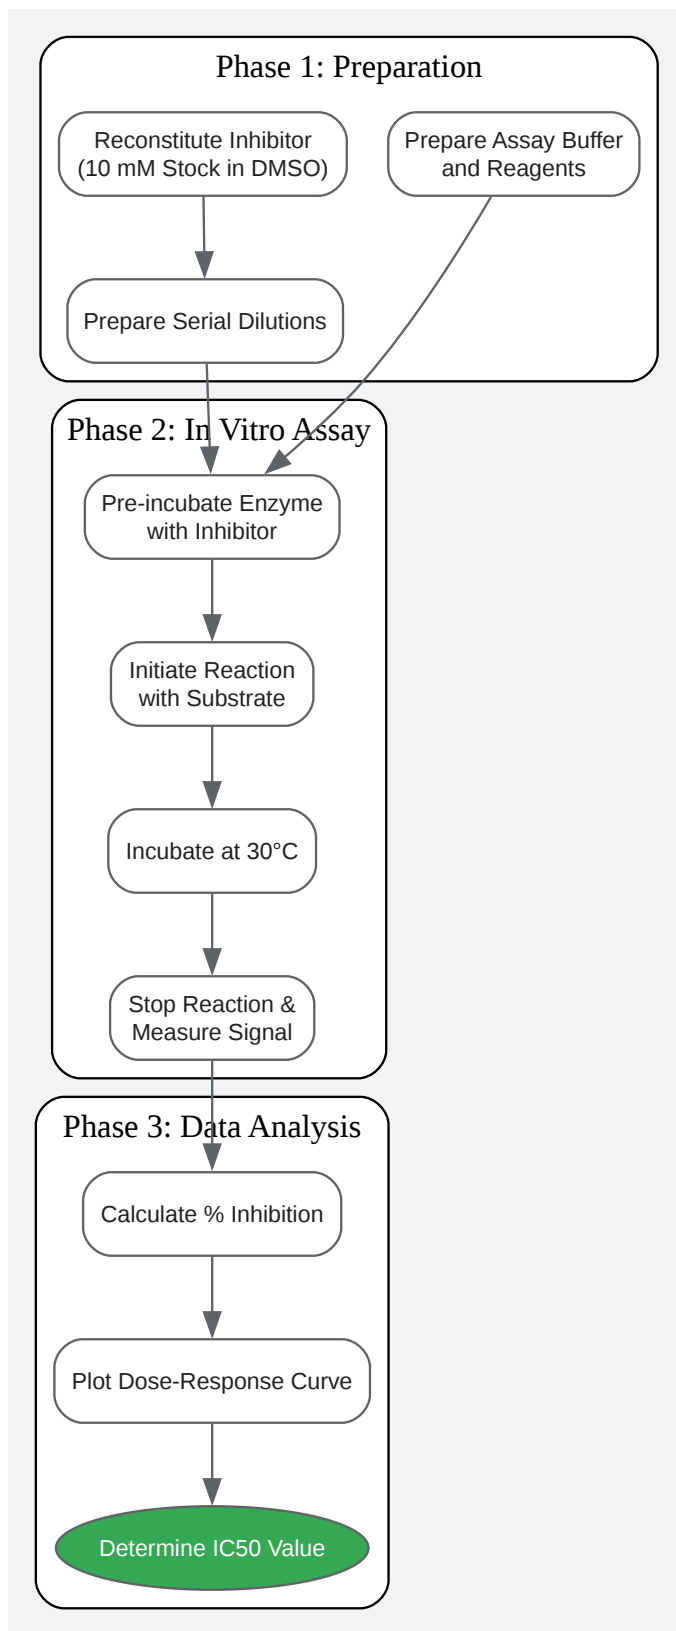 Phase 1: Preparation
Reconstitute Inhibitor
(10 mM Stock in DMSO)
Prepare Assay Buffer
and Reagents
Prepare Serial Dilutions
Phase 2: In Vitro Assay
Pre-incubate Enzyme
with Inhibitor
Initiate Reaction
with Substrate
Incubate at 30°C
Stop Reaction &
Measure Signal
Phase 3: Data Analysis
Calculate % Inhibition
Plot Dose-Response Curve
Determine IC50 Value